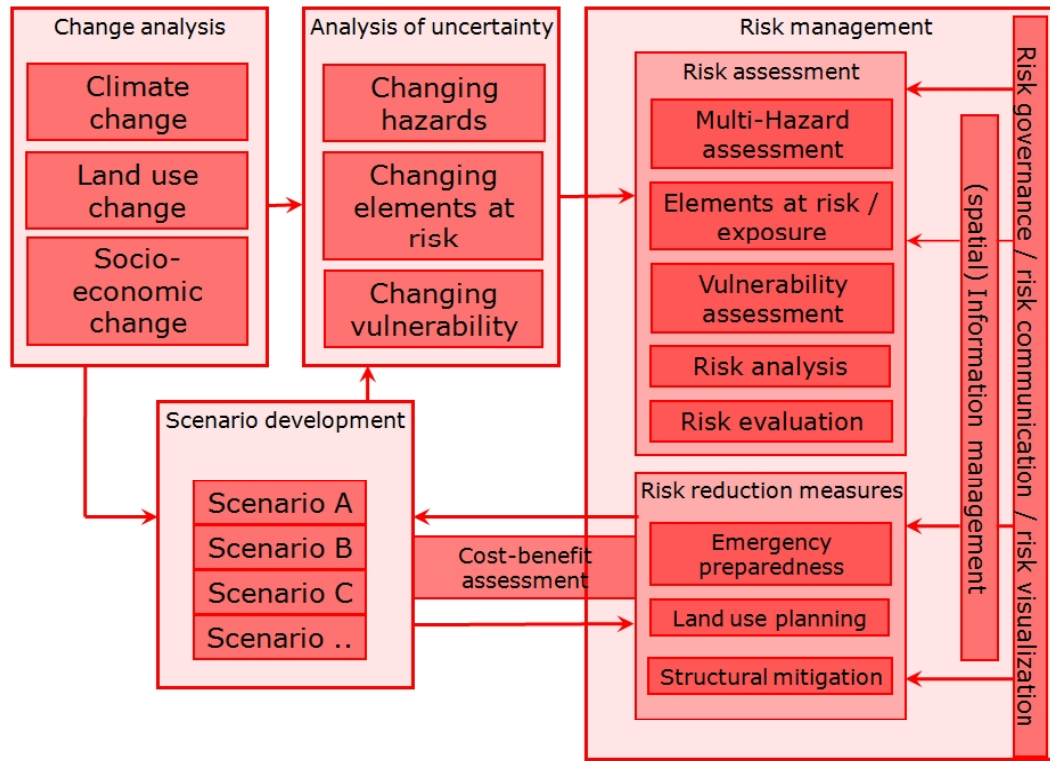 Change analysis
Climate
change
Land use
change
Socio-
economic
change
Analysis of uncertainty
Changing
hazards
Changing
elements at
risk
Changing
vulnerability
Scenario development
Scenario A
Scenario B
Scenario C
Scenario ..
Cost-benefit
assessment
Risk management
Risk assessment
Multi-Hazard
assessment
Elements at risk /
exposure
Vulnerability
assessment
Risk analysis
Risk evaluation
Risk reduction measures
Emergency
preparedness
Land use planning
Structural mitigation
(spatial) Information management
Risk governance / risk communication / risk visualization